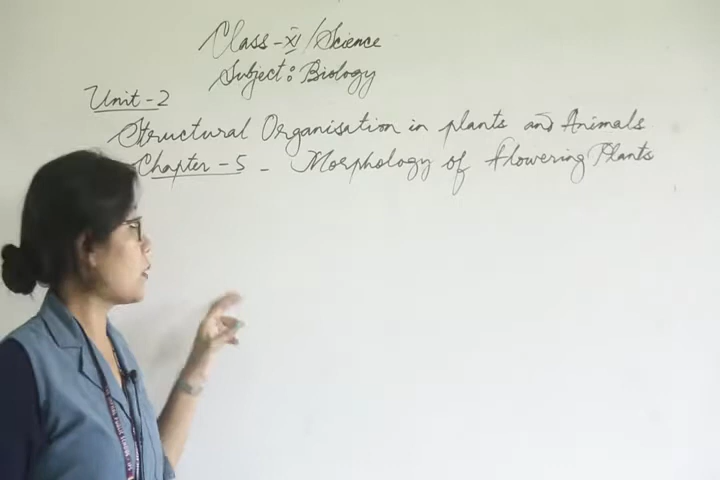 Class - XI / Science
Subject : Biology
Unit - 2
Structural Organisation in plants and Animals
Chapter - 5 - Morphology of flowering Plants